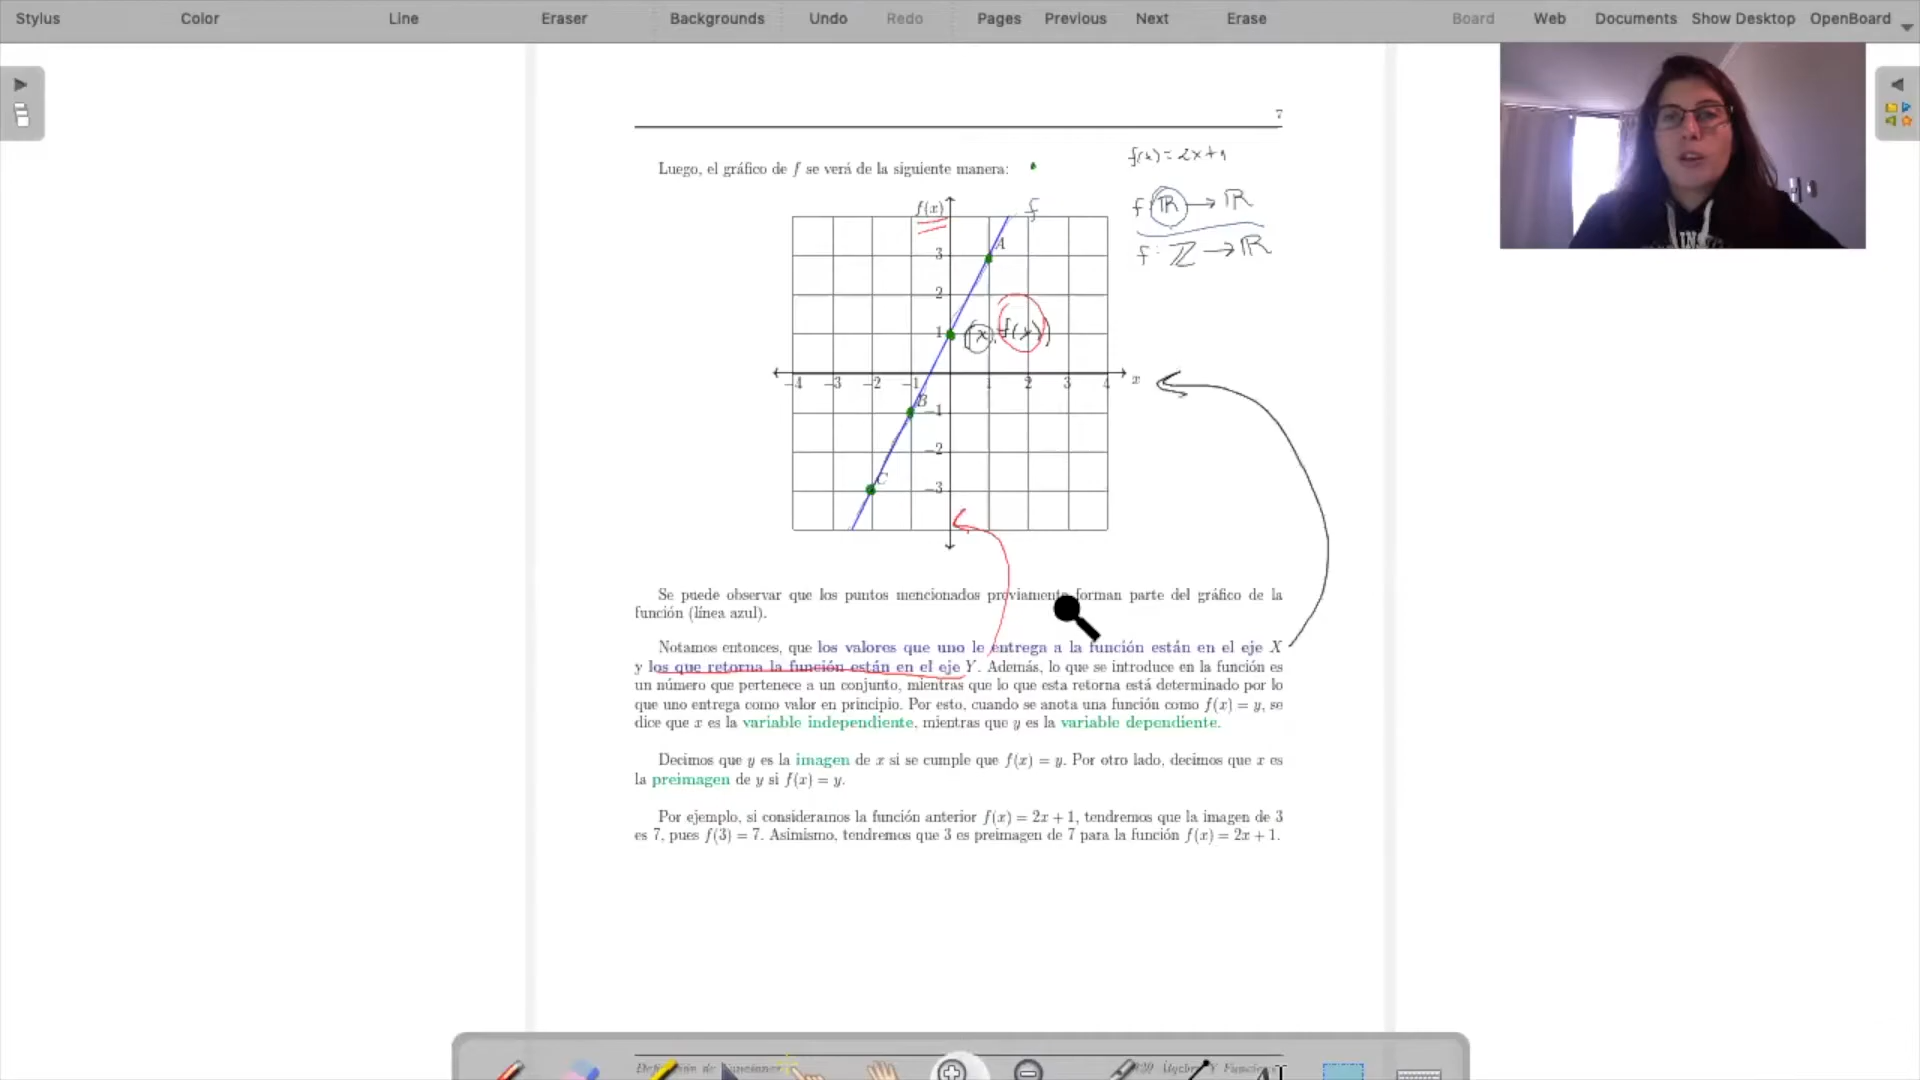 Stylus Color Line Eraser Backgrounds Undo Redo Pages Previous Next Erase Board Web Documents Show Desktop OpenBoard
7
Luego, el gráfico de f se verá de la siguiente manera:
f(x) = 2x+1
f: ℝ → ℝ
f: ℤ → ℝ
f(x)
f
A
3
2
1
(x, f(x))
−4 −3 −2 −1 1 2 3 4 x
B
−1
−2
C
−3
Se puede observar que los puntos mencionados previamente forman parte del gráfico de la
función (línea azul).
Notamos entonces, que los valores que uno le entrega a la función están en el eje X
y los que retorna la función están en el eje Y. Además, lo que se introduce en la función es
un número que pertenece a un conjunto, mientras que lo que esta retorna está determinado por lo
que uno entrega como valor en principio. Por esto, cuando se anota una función como f(x) = y, se
dice que x es la variable independiente, mientras que y es la variable dependiente.
Decimos que y es la imagen de x si se cumple que f(x) = y. Por otro lado, decimos que x es
la preimagen de y si f(x) = y.
Por ejemplo, si consideramos la función anterior f(x) = 2x + 1, tendremos que la imagen de 3
es 7, pues f(3) = 7. Asimismo, tendremos que 3 es preimagen de 7 para la función f(x) = 2x + 1.